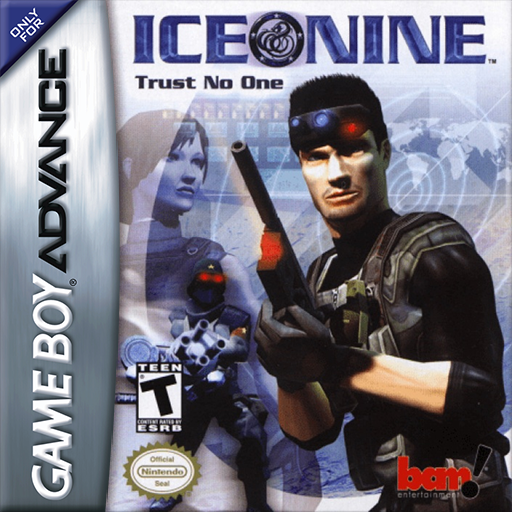 ONLY
FOR
GAME BOY ADVANCE
ICE NINE™
Trust No One
TEEN
T
CONTENT RATED BY
ESRB
Official
Nintendo
Seal
bam!
entertainment